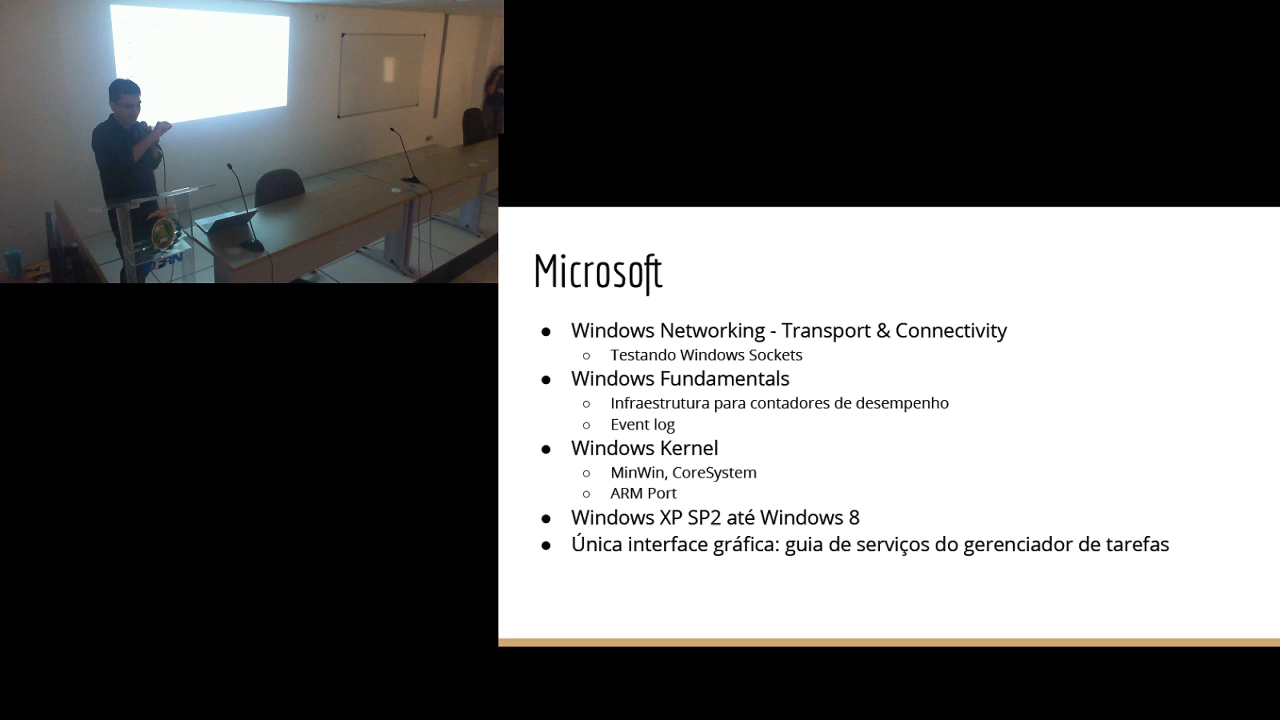 Microsoft
● Windows Networking - Transport & Connectivity
○ Testando Windows Sockets
● Windows Fundamentals
○ Infraestrutura para contadores de desempenho
○ Event log
● Windows Kernel
○ MinWin, CoreSystem
○ ARM Port
● Windows XP SP2 até Windows 8
● Única interface gráfica: guia de serviços do gerenciador de tarefas